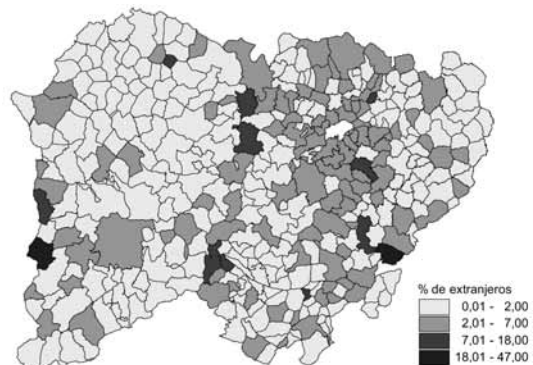 % de extranjeros
0,01 - 2,00
2,01 - 7,00
7,01 - 18,00
18,01 - 47,00